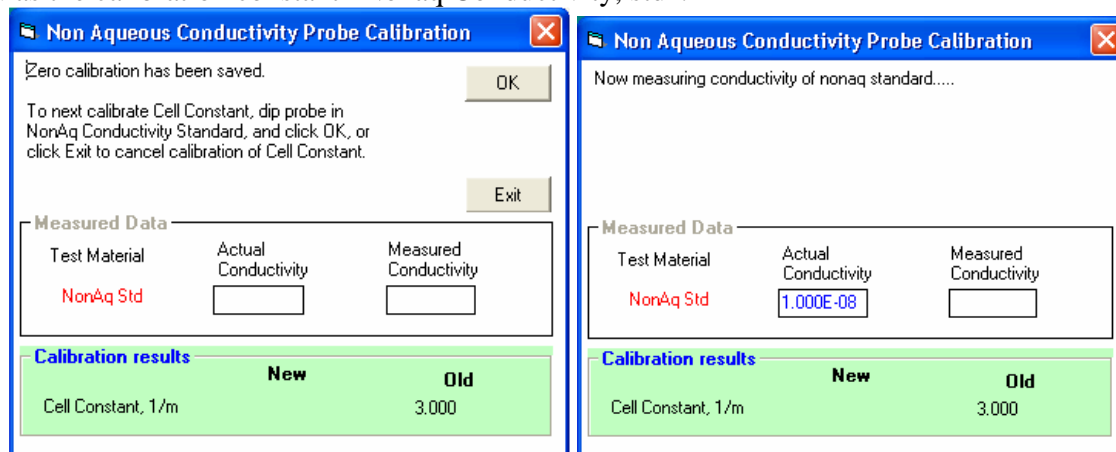 Non Aqueous Conductivity Probe Calibration
Zero calibration has been saved.
OK
To next calibrate Cell Constant, dip probe in
NonAq Conductivity Standard, and click OK, or
click Exit to cancel calibration of Cell Constant.
Exit
Measured Data
Test Material
Actual
Conductivity
Measured
Conductivity
NonAq Std
Calibration results
New
Old
Cell Constant, 1/m
3.000
Non Aqueous Conductivity Probe Calibration
Now measuring conductivity of nonaq standard.....
Measured Data
Test Material
Actual
Conductivity
Measured
Conductivity
NonAq Std
1.000E-08
Calibration results
New
Old
Cell Constant, 1/m
3.000